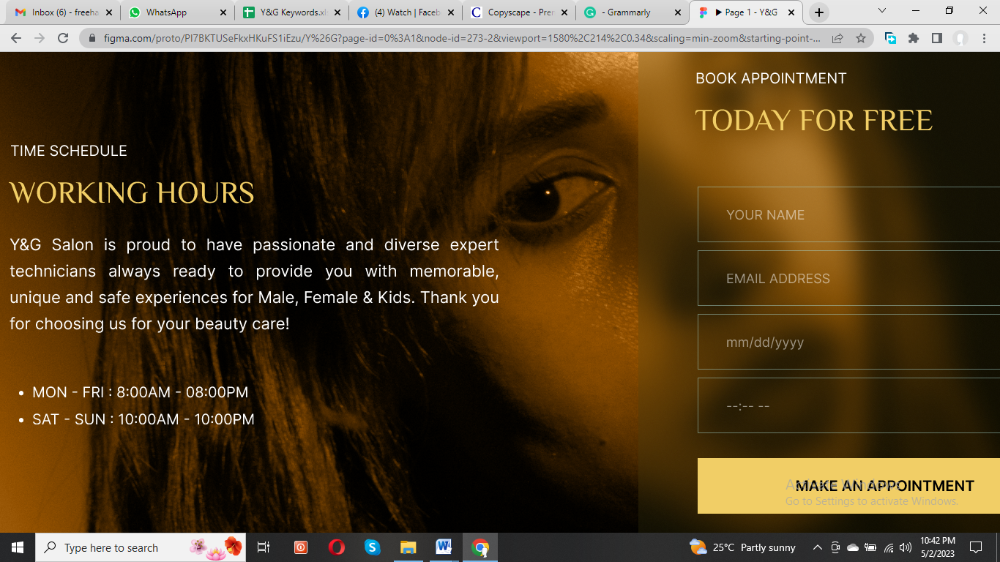 Inbox (6) - freeha
WhatsApp
Y&G Keywords.xl
(4) Watch | Faceb
Copyscape - Prer
- Grammarly
Page 1 - Y&G
figma.com/proto/PI7BKTUSeFkxHKuFS1iEzu/Y%26G?page-id=0%3A1&node-id=273-2&viewport=1580%2C214%2C0.34&scaling=min-zoom&starting-point-...
TIME SCHEDULE
WORKING HOURS
Y&G Salon is proud to have passionate and diverse expert
technicians always ready to provide you with memorable,
unique and safe experiences for Male, Female & Kids. Thank you
for choosing us for your beauty care!
• MON - FRI : 8:00AM - 08:00PM
• SAT - SUN : 10:00AM - 10:00PM
BOOK APPOINTMENT
TODAY FOR FREE
YOUR NAME
EMAIL ADDRESS
mm/dd/yyyy
--:-- --
MAKE AN APPOINTMENT
Activate Windows
Go to Settings to activate Windows.
Type here to search
25°C Partly sunny
10:42 PM
5/2/2023